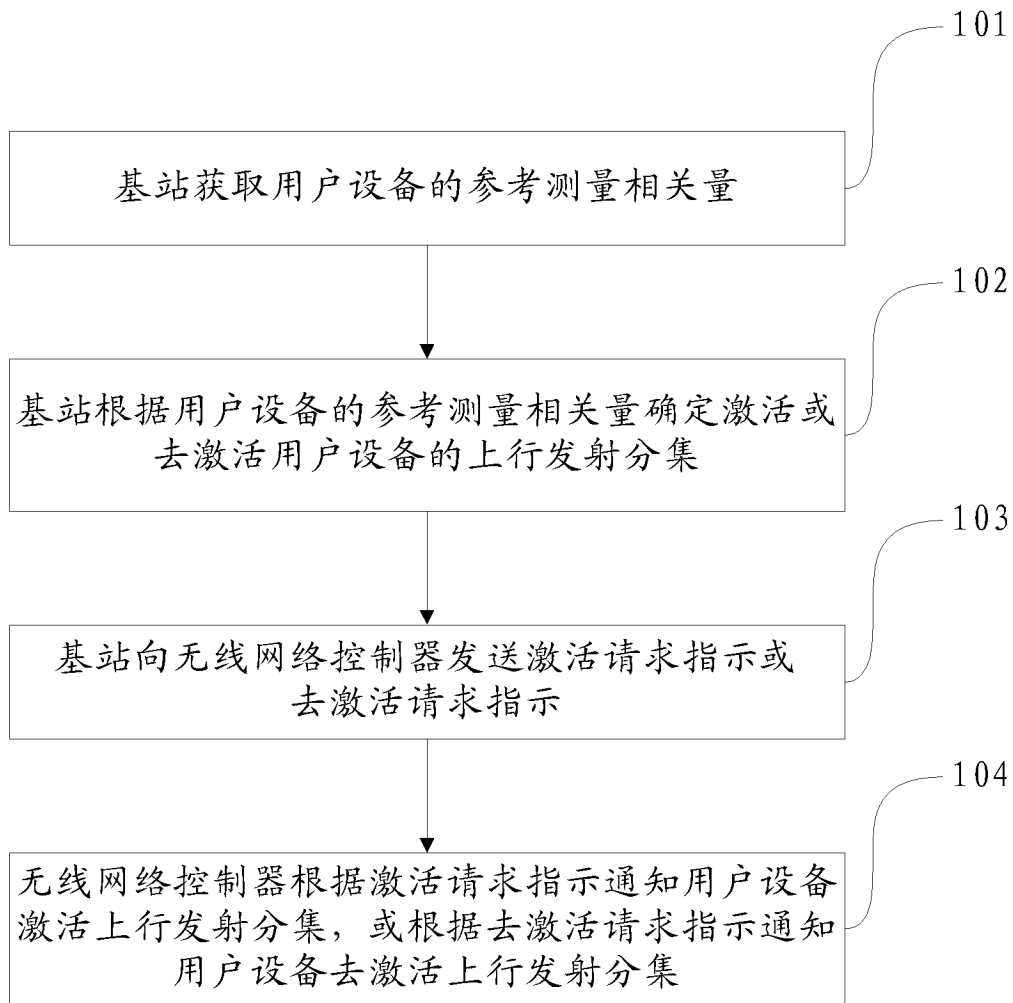 101
基站获取用户设备的参考测量相关量
102
基站根据用户设备的参考测量相关量确定激活或
去激活用户设备的上行发射分集
103
基站向无线网络控制器发送激活请求指示或
去激活请求指示
104
无线网络控制器根据激活请求指示通知用户设备
激活上行发射分集，或根据去激活请求指示通知
用户设备去激活上行发射分集